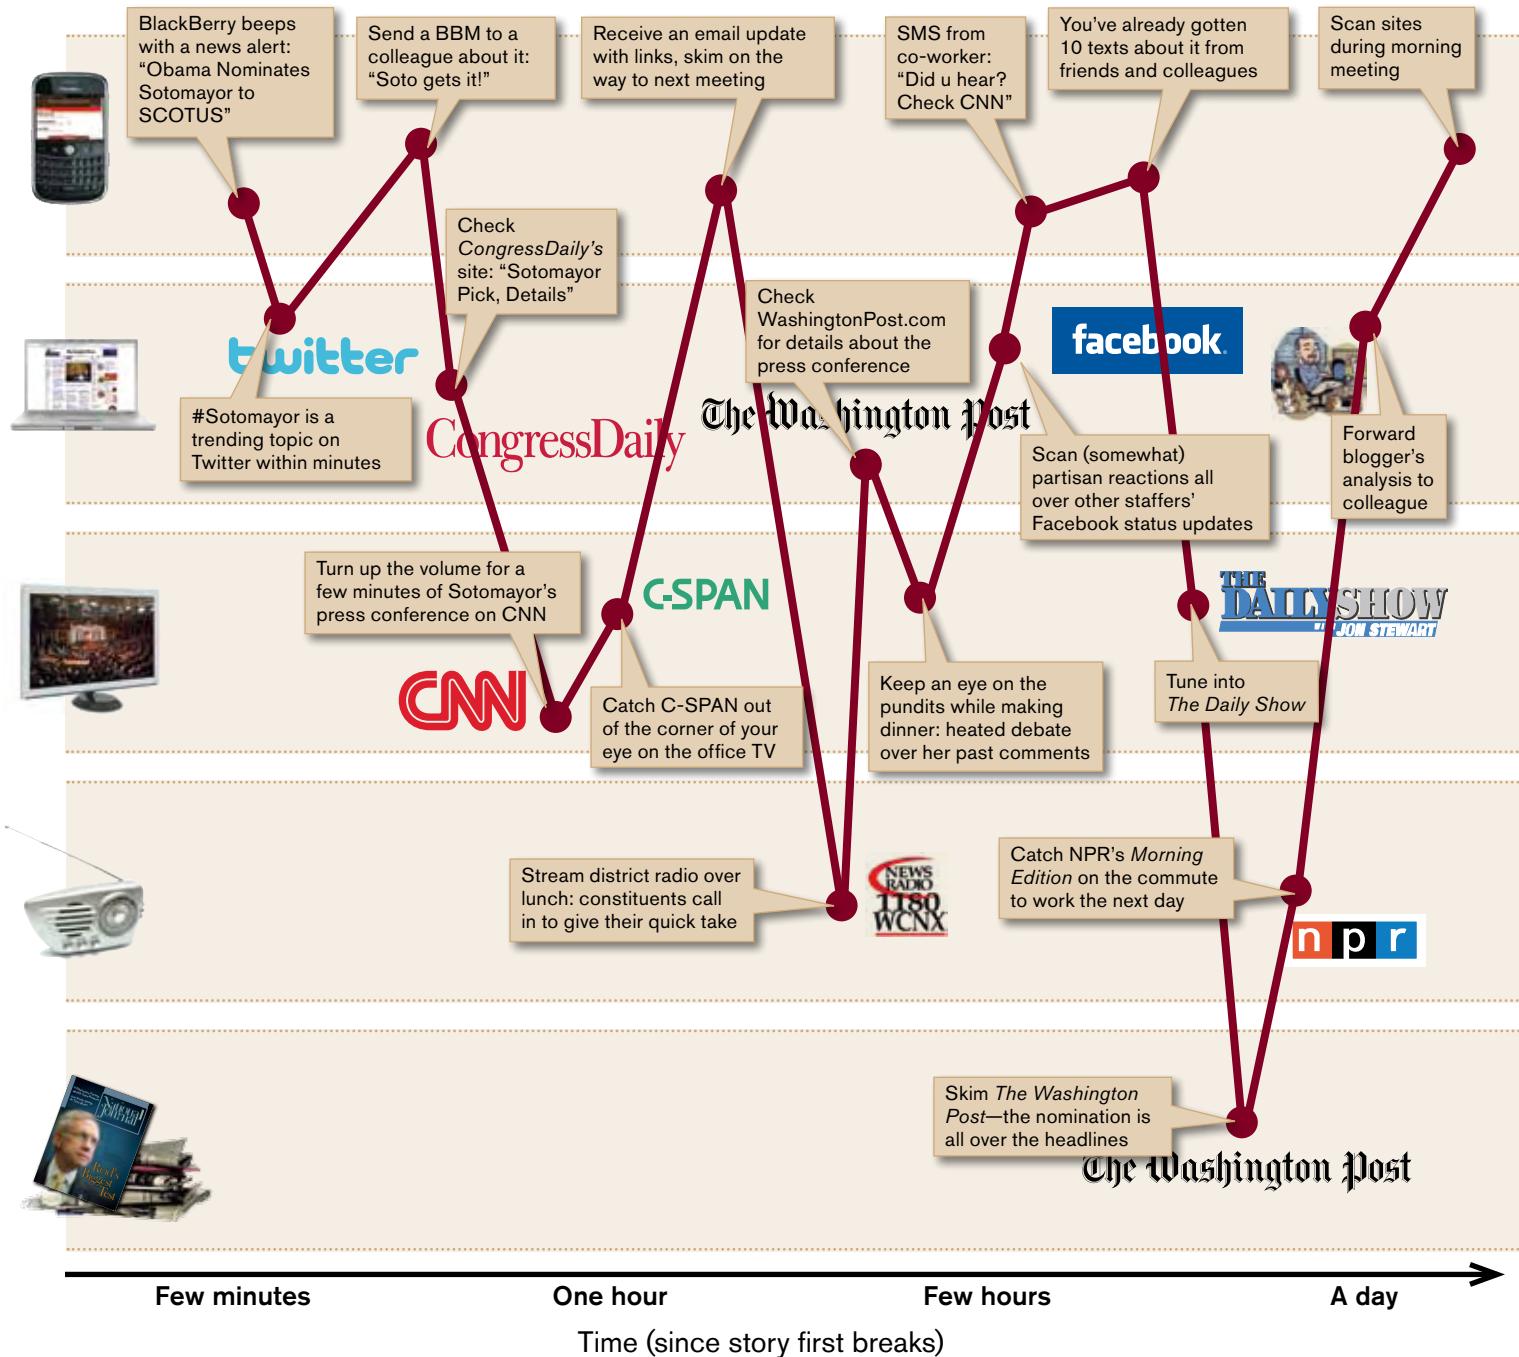 BlackBerry beeps
with a news alert:
“Obama Nominates
Sotomayor to
SCOTUS”
Send a BBM to a
colleague about it:
“Soto gets it!”
Receive an email update
with links, skim on the
way to next meeting
SMS from
co-worker:
“Did u hear?
Check CNN”
You’ve already gotten
10 texts about it from
friends and colleagues
Scan sites
during morning
meeting
Check
CongressDaily’s
site: “Sotomayor
Pick, Details”
twitter
#Sotomayor is a
trending topic on
Twitter within minutes
CongressDaily
Check
WashingtonPost.com
for details about the
press conference
The Washington Post
facebook
Scan (somewhat)
partisan reactions all
over other staffers’
Facebook status updates
Forward
blogger’s
analysis to
colleague
Turn up the volume for a
few minutes of Sotomayor’s
press conference on CNN
CNN
C-SPAN
Catch C-SPAN out
of the corner of your
eye on the office TV
Keep an eye on the
pundits while making
dinner: heated debate
over her past comments
THE
DAILY SHOW
WITH JON STEWART
Tune into
The Daily Show
Stream district radio over
lunch: constituents call
in to give their quick take
NEWS
RADIO
1180
WCNX
Catch NPR’s Morning
Edition on the commute
to work the next day
npr
National
Journal
Reid’s
Biggest
Test
Skim The Washington
Post—the nomination is
all over the headlines
The Washington Post
Few minutes
One hour
Few hours
A day
Time (since story first breaks)